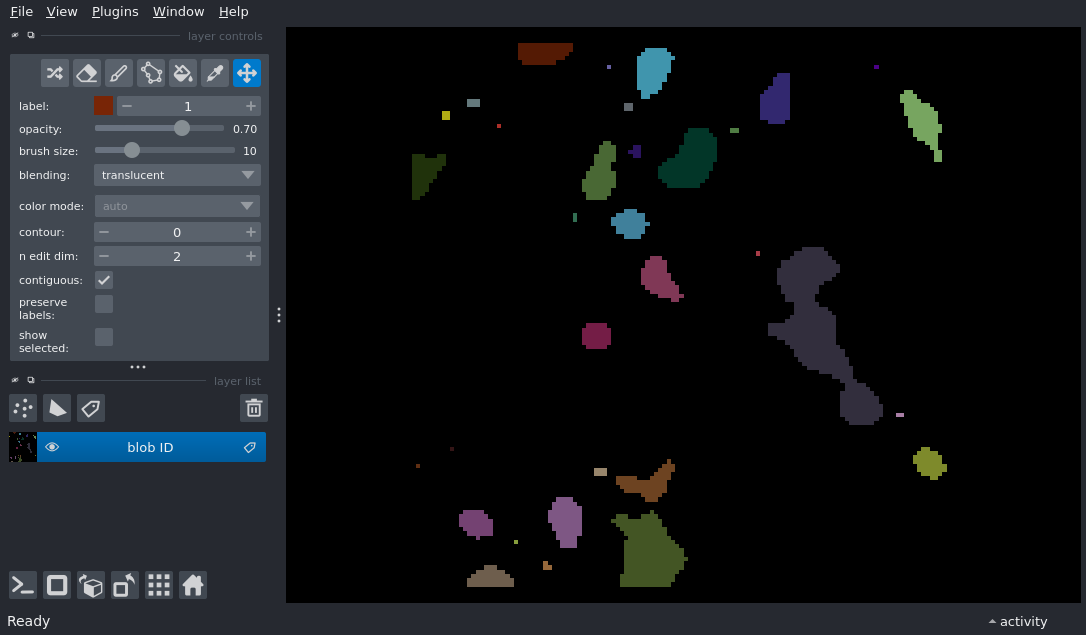 File View Plugins Window Help
layer controls
label: 1
opacity: 0.70
brush size: 10
blending: translucent
color mode: auto
contour: 0
n edit dim: 2
contiguous:
preserve
labels:
show
selected:
layer list
blob ID
Ready
activity